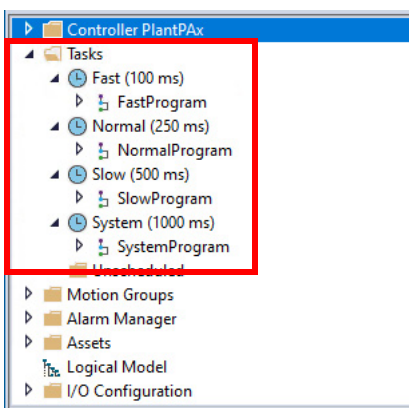 Controller PlantPAx
Tasks
Fast (100 ms)
FastProgram
Normal (250 ms)
NormalProgram
Slow (500 ms)
SlowProgram
System (1000 ms)
SystemProgram
Unscheduled
Motion Groups
Alarm Manager
Assets
Logical Model
I/O Configuration